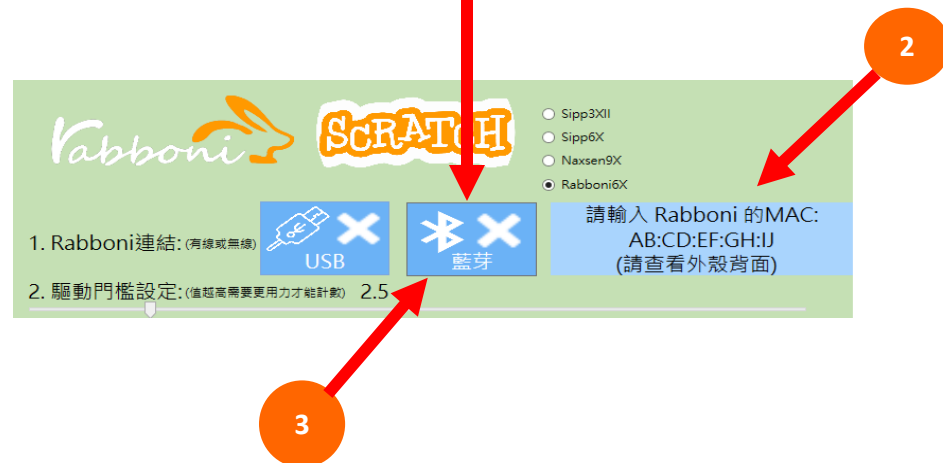 2
rabboni
SCRATCH
Sipp3XII
Sipp6X
Naxsen9X
Rabboni6X
1. Rabboni連結:(有線或無線)
USB
藍芽
請輸入 Rabboni 的MAC:
AB:CD:EF:GH:IJ
(請查看外殼背面)
2. 驅動門檻設定:(值越高需要更用力才能計數) 2.5
3